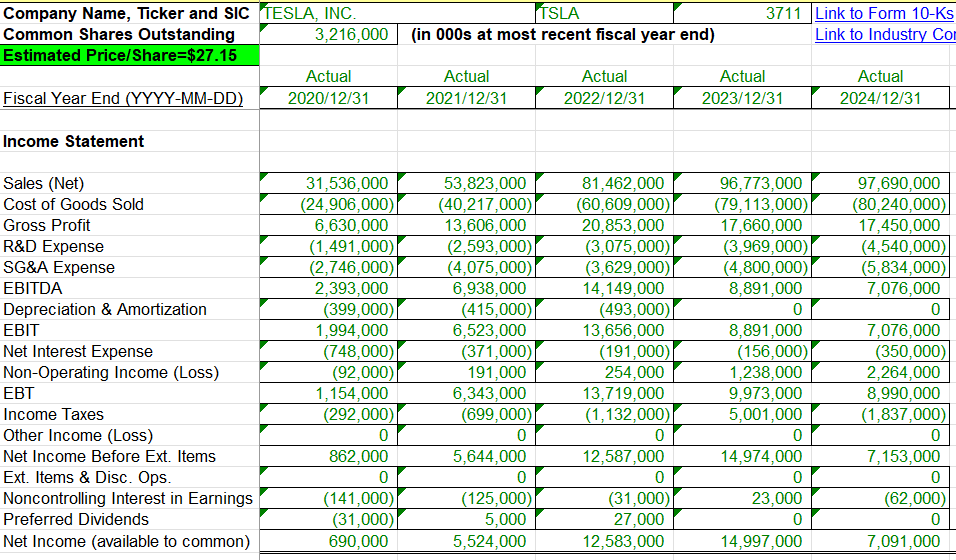 Company Name, Ticker and SIC TESLA, INC. TSLA 3711 Link to Form 10-Ks
Common Shares Outstanding 3,216,000 (in 000s at most recent fiscal year end) Link to Industry
Estimated Price/Share=$27.15
Actual Actual Actual Actual Actual
Fiscal Year End (YYYY-MM-DD) 2020/12/31 2021/12/31 2022/12/31 2023/12/31 2024/12/31
Income Statement
Sales (Net) 31,536,000 53,823,000 81,462,000 96,773,000 97,690,000
Cost of Goods Sold (24,906,000) (40,217,000) (60,609,000) (79,113,000) (80,240,000)
Gross Profit 6,630,000 13,606,000 20,853,000 17,660,000 17,450,000
R&D Expense (1,491,000) (2,593,000) (3,075,000) (3,969,000) (4,540,000)
SG&A Expense (2,746,000) (4,075,000) (3,629,000) (4,800,000) (5,834,000)
EBITDA 2,393,000 6,938,000 14,149,000 8,891,000 7,076,000
Depreciation & Amortization (399,000) (415,000) (493,000) 0 0
EBIT 1,994,000 6,523,000 13,656,000 8,891,000 7,076,000
Net Interest Expense (748,000) (371,000) (191,000) (156,000) (350,000)
Non-Operating Income (Loss) (92,000) 191,000 254,000 1,238,000 2,264,000
EBT 1,154,000 6,343,000 13,719,000 9,973,000 8,990,000
Income Taxes (292,000) (699,000) (1,132,000) 5,001,000 (1,837,000)
Other Income (Loss) 0 0 0 0 0
Net Income Before Ext. Items 862,000 5,644,000 12,587,000 14,974,000 7,153,000
Ext. Items & Disc. Ops. 0 0 0 0 0
Noncontrolling Interest in Earnings (141,000) (125,000) (31,000) 23,000 (62,000)
Preferred Dividends (31,000) 5,000 27,000 0 0
Net Income (available to common) 690,000 5,524,000 12,583,000 14,997,000 7,091,000